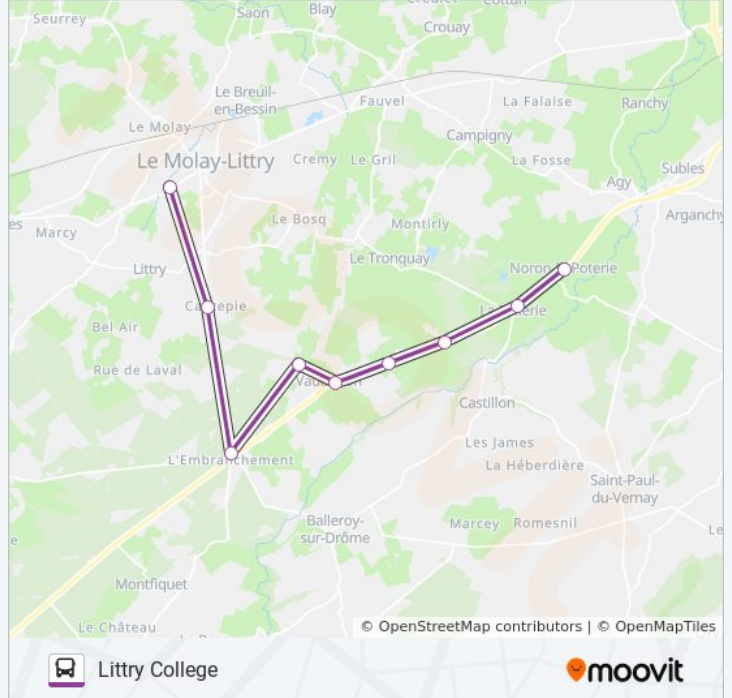 Seurrey
Saon
Blay
Crouay
Le Breuil-
en-Bessin
Fauvel
La Falaise
Ranchy
Le Molay
Campigny
Le Molay-Littry
Cremy
Le Gril
La Fosse
Subles
Agy
Arganchy
Le Bosq
Montirly
Marcy
Le Tronquay
Littry
Bel Air
Rue de Laval
Castillon
L'Embranchement
Les James
La Héberdière
Saint-Paul-
du-Vernay
Balleroy-
sur-Drôme
Marcey
Romesnil
Montfiquet
Le Château
© OpenStreetMap contributors | © OpenMapTiles
Littry College
moovit